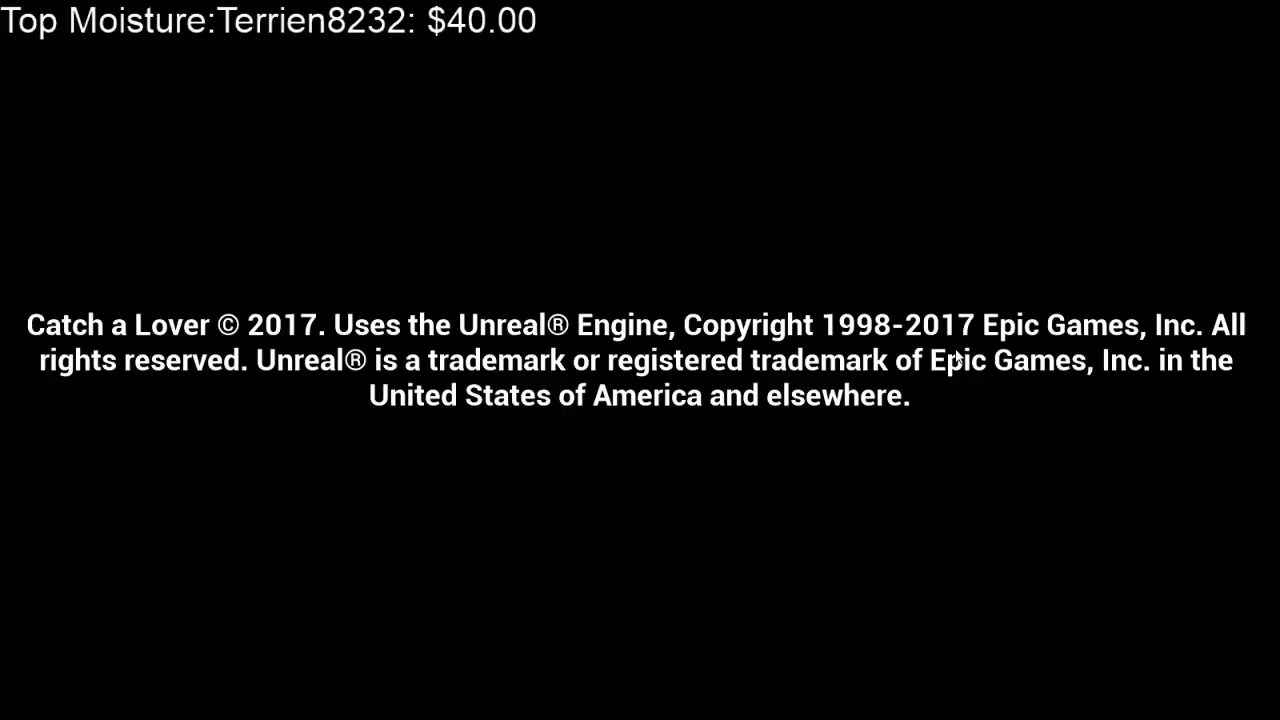 Top Moisture:Terrien8232: $40.00
Catch a Lover © 2017. Uses the Unreal® Engine, Copyright 1998-2017 Epic Games, Inc. All
rights reserved. Unreal® is a trademark or registered trademark of Epic Games, Inc. in the
United States of America and elsewhere.